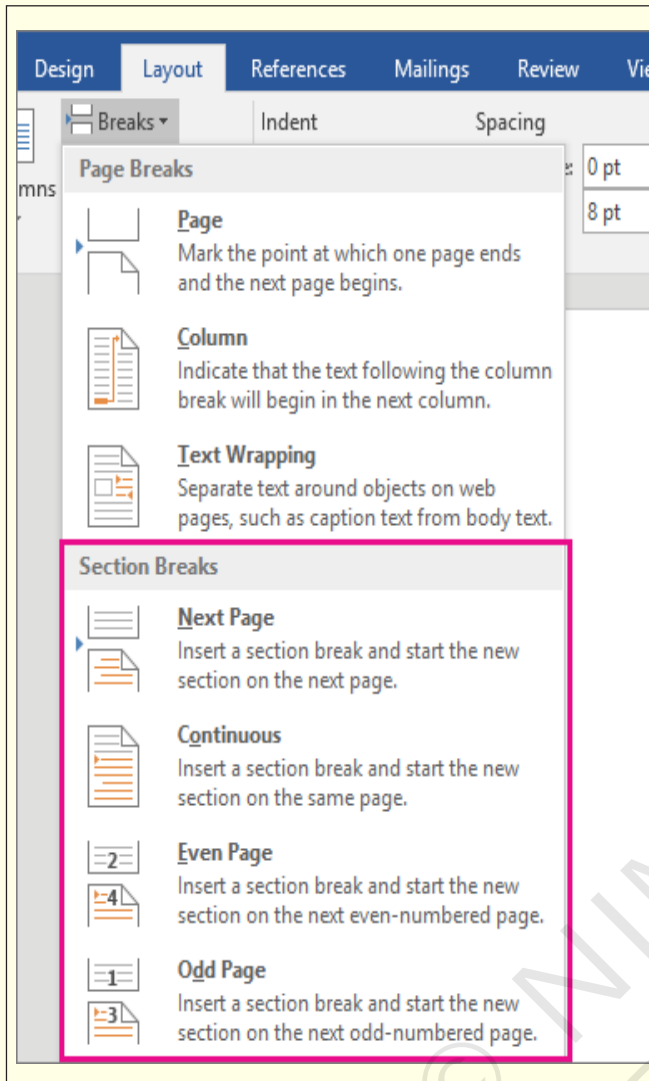 Design Layout References Mailings Review Vie
Breaks Indent Spacing
mns
Page Breaks
0 pt
8 pt
Page
Mark the point at which one page ends
and the next page begins.
Column
Indicate that the text following the column
break will begin in the next column.
Text Wrapping
Separate text around objects on web
pages, such as caption text from body text.
Section Breaks
Next Page
Insert a section break and start the new
section on the next page.
Continuous
Insert a section break and start the new
section on the same page.
2
4
Even Page
Insert a section break and start the new
section on the next even-numbered page.
1
3
Odd Page
Insert a section break and start the new
section on the next odd-numbered page.
© NIM